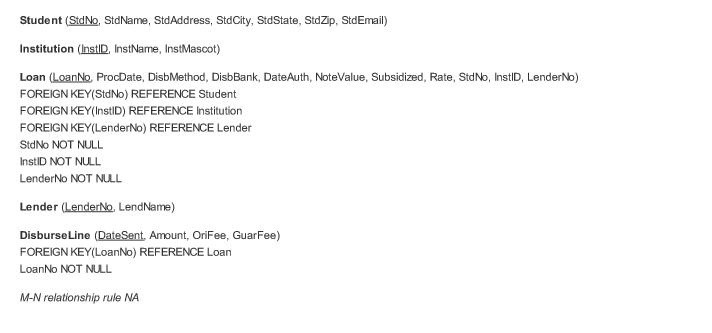 Student (StdNo, StdName, StdAddress, StdCity, StdState, StdZip, StdEmail)
Institution (InstID, InstName, InstMascot)
Loan (LoanNo, ProcDate, DisbMethod, DisbBank, DateAuth, NoteValue, Subsidized, Rate, StdNo, InstID, LenderNo)
FOREIGN KEY(StdNo) REFERENCE Student
FOREIGN KEY(InstID) REFERENCE Institution
FOREIGN KEY(LenderNo) REFERENCE Lender
StdNo NOT NULL
InstID NOT NULL
LenderNo NOT NULL
Lender (LenderNo, LendName)
DisburseLine (DateSent, Amount, OriFee, GuarFee)
FOREIGN KEY(LoanNo) REFERENCE Loan
LoanNo NOT NULL
M-N relationship rule NA